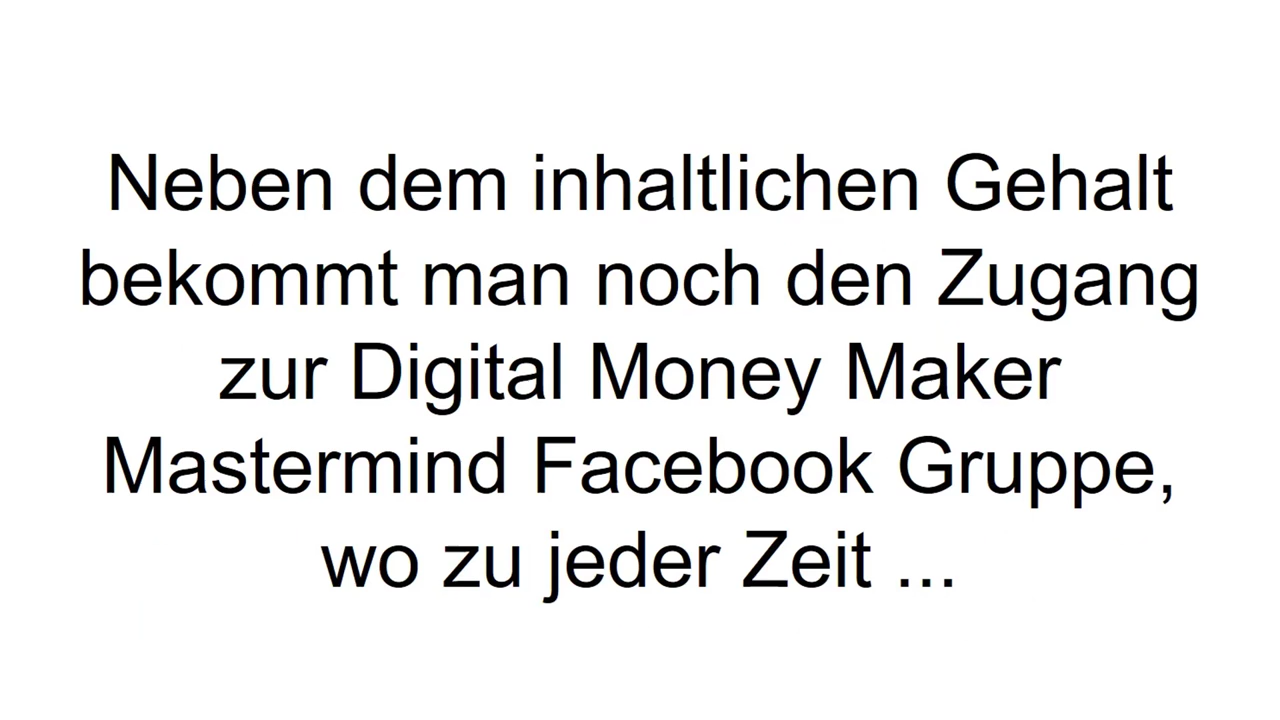 Neben dem inhaltlichen Gehalt
bekommt man noch den Zugang
zur Digital Money Maker
Mastermind Facebook Gruppe,
wo zu jeder Zeit ...